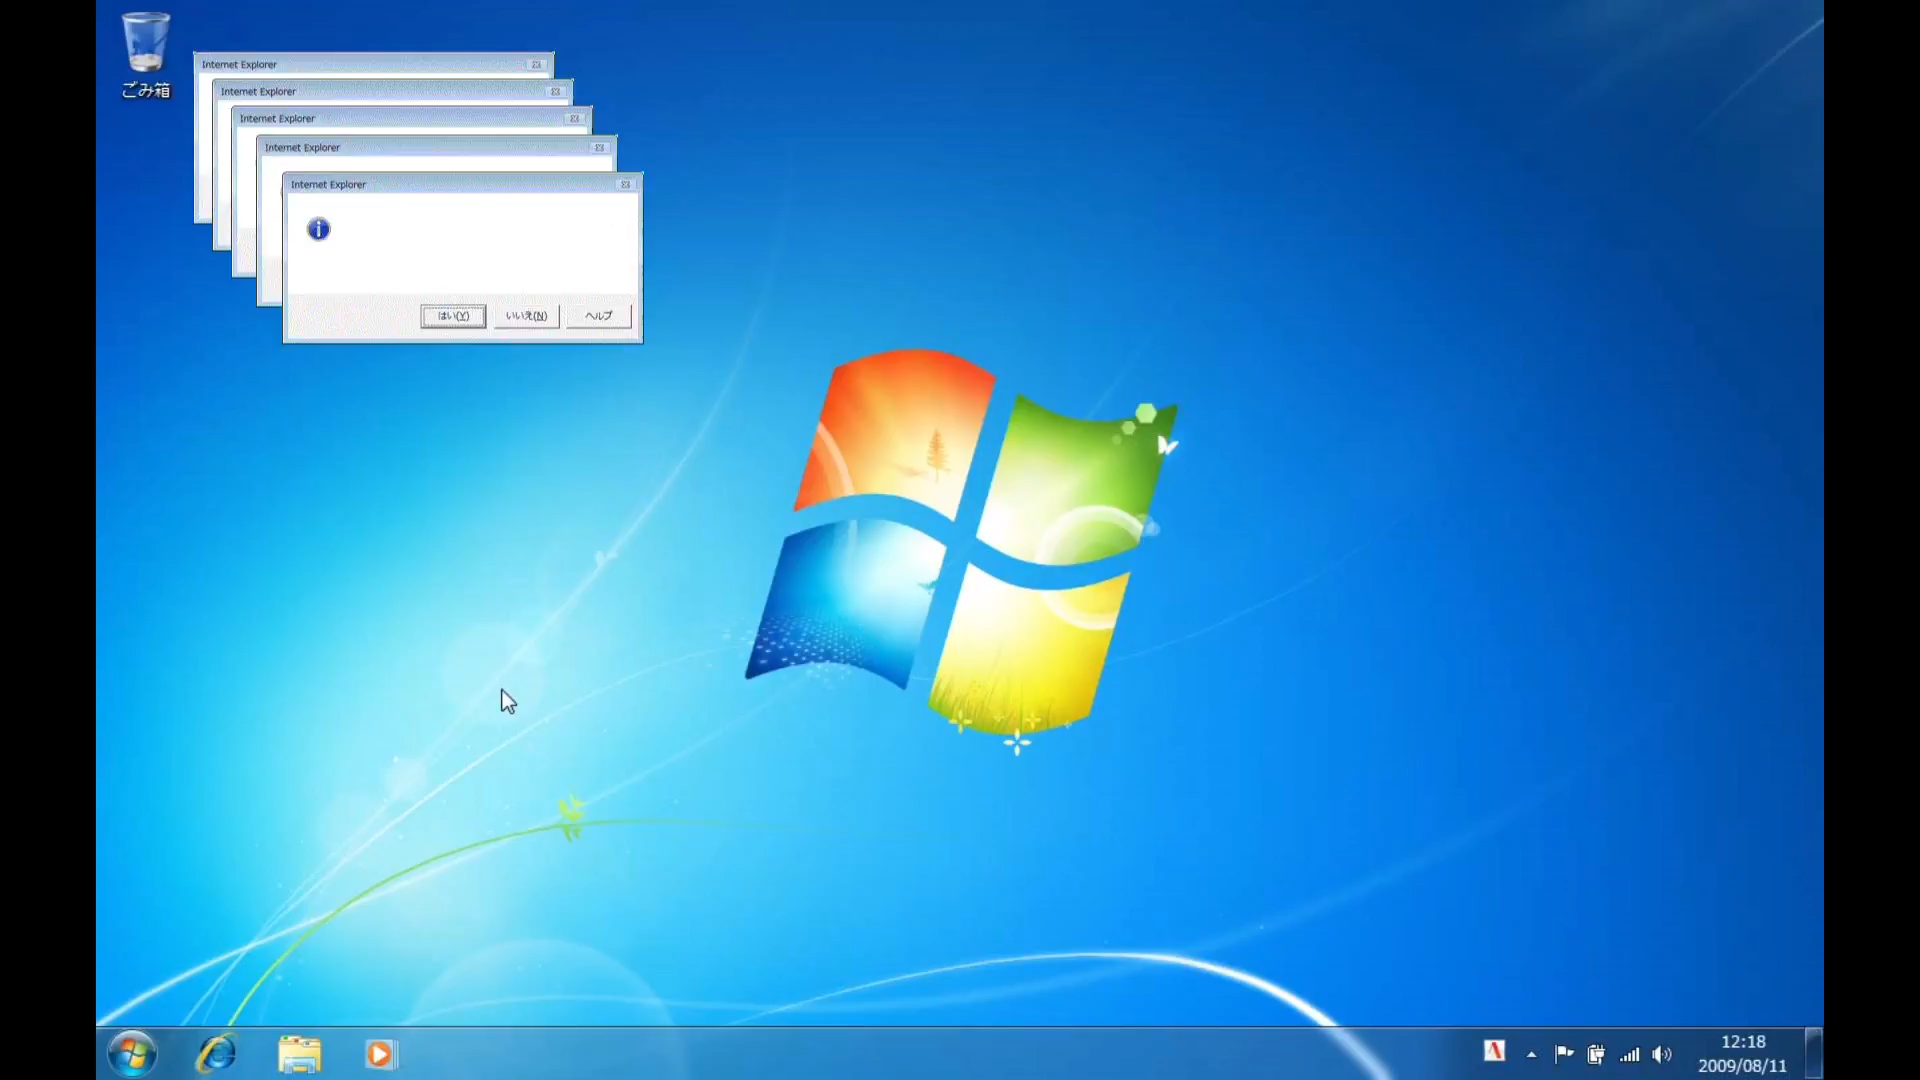 ごみ箱
Internet Explorer
Internet Explorer
Internet Explorer
Internet Explorer
Internet Explorer
はい(Y)
いいえ(N)
ヘルプ
A
12:18
2009/08/11